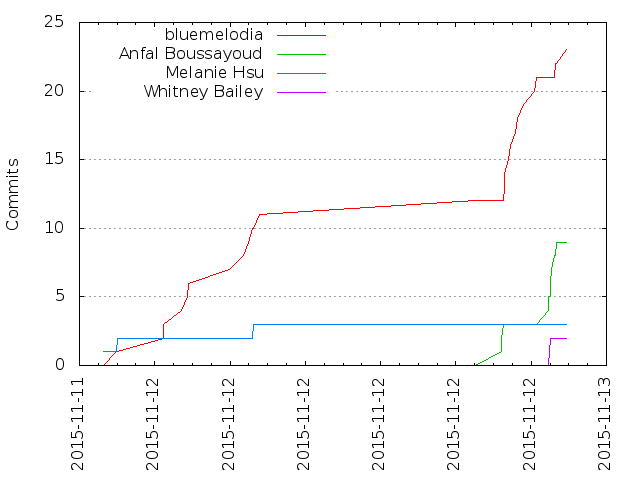 25
20
15
10
5
0
Commits
bluemelodia
Anfal Boussayoud
Melanie Hsu
Whitney Bailey
2015-11-11
2015-11-12
2015-11-12
2015-11-12
2015-11-12
2015-11-12
2015-11-12
2015-11-13